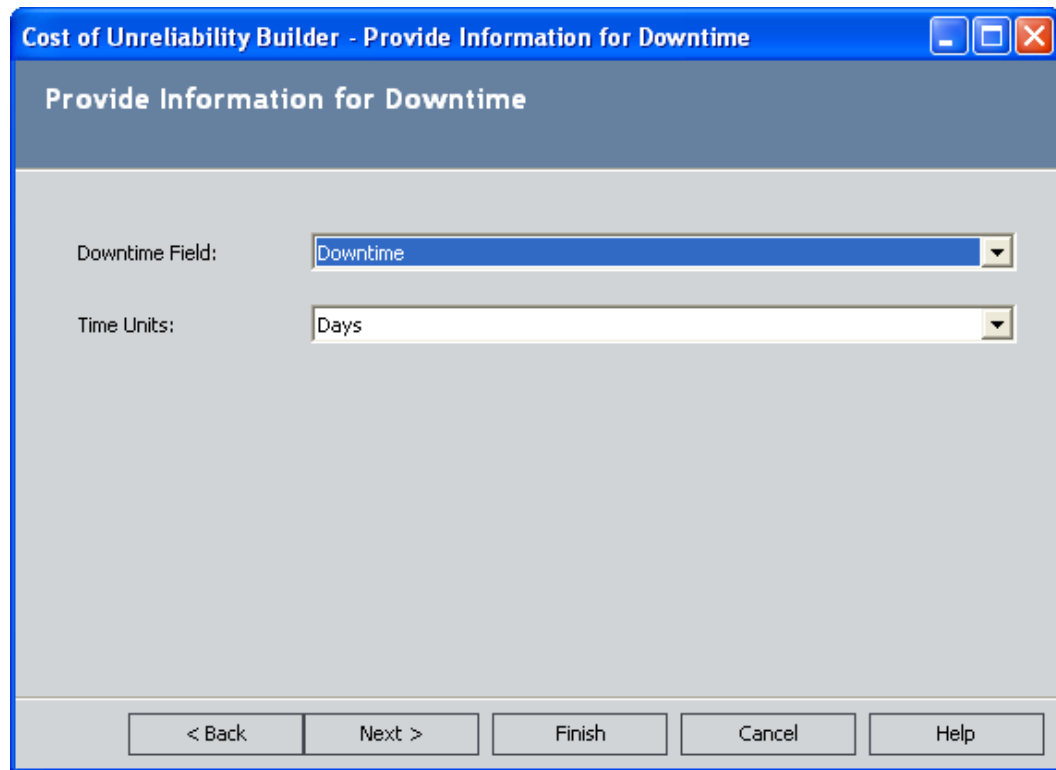 Cost of Unreliability Builder - Provide Information for Downtime
Provide Information for Downtime
Downtime Field: Downtime
Time Units: Days
< Back Next > Finish Cancel Help